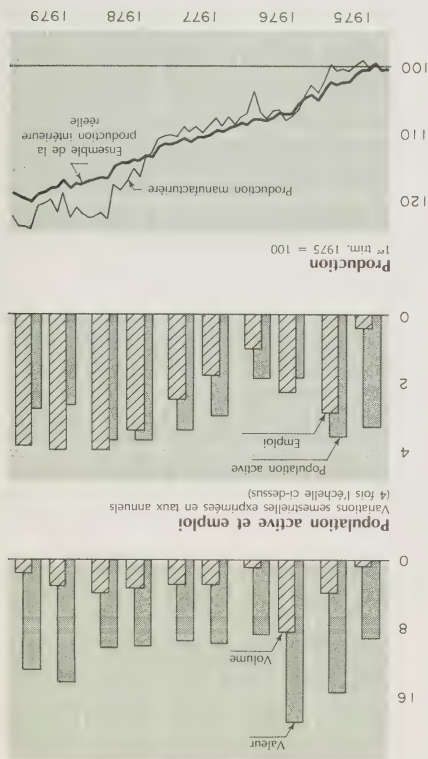 Valeur
Volume
16
8
0
Population active et emploi
Variations semestrielles exprimées en taux annuels
(4 fois l'échelle ci-dessus)
Population active
Emploi
4
2
0
Production
1er trim. 1975 = 100
Production manufacturière
Ensemble de la
production intérieure
réelle
120
110
100
1975 1976 1977 1978 1979